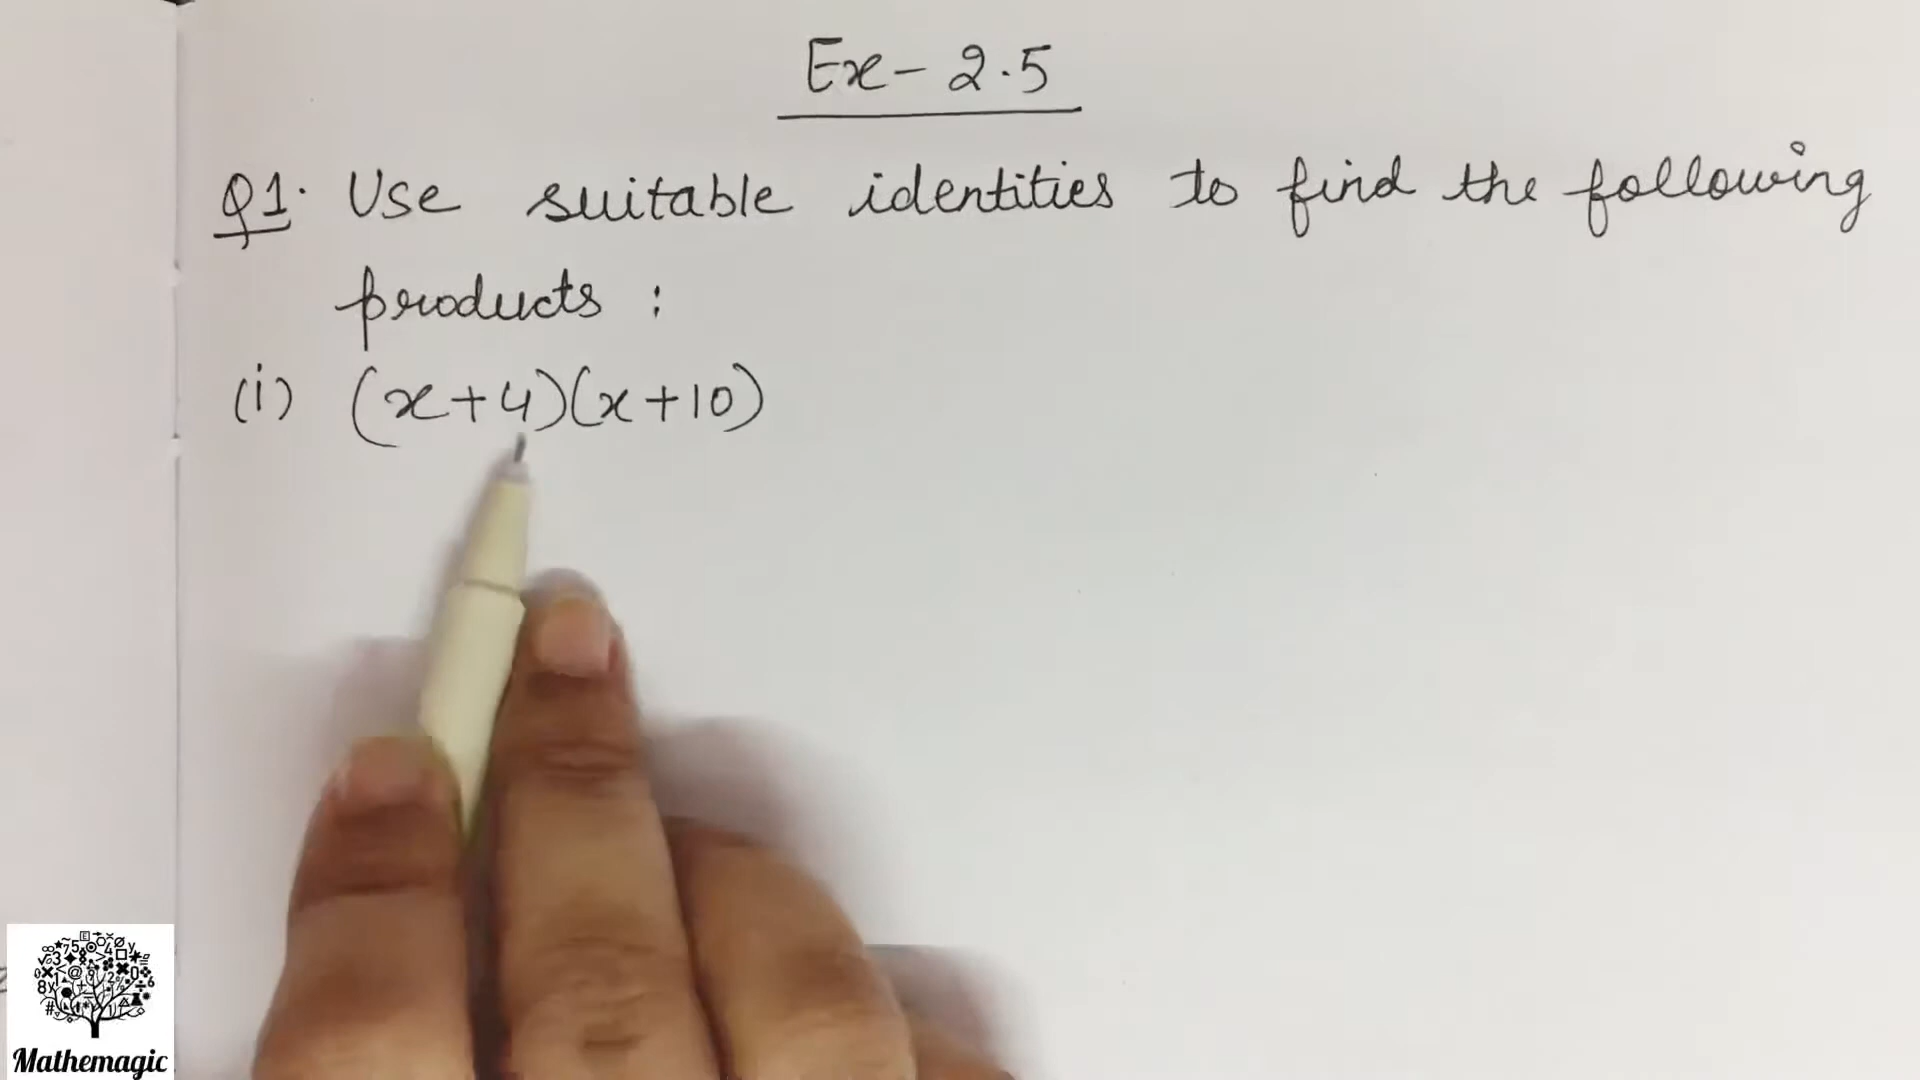 Ex - 2.5
Q1. Use suitable identities to find the following
products :
(i) (x+4)(x+10)
Mathemagic